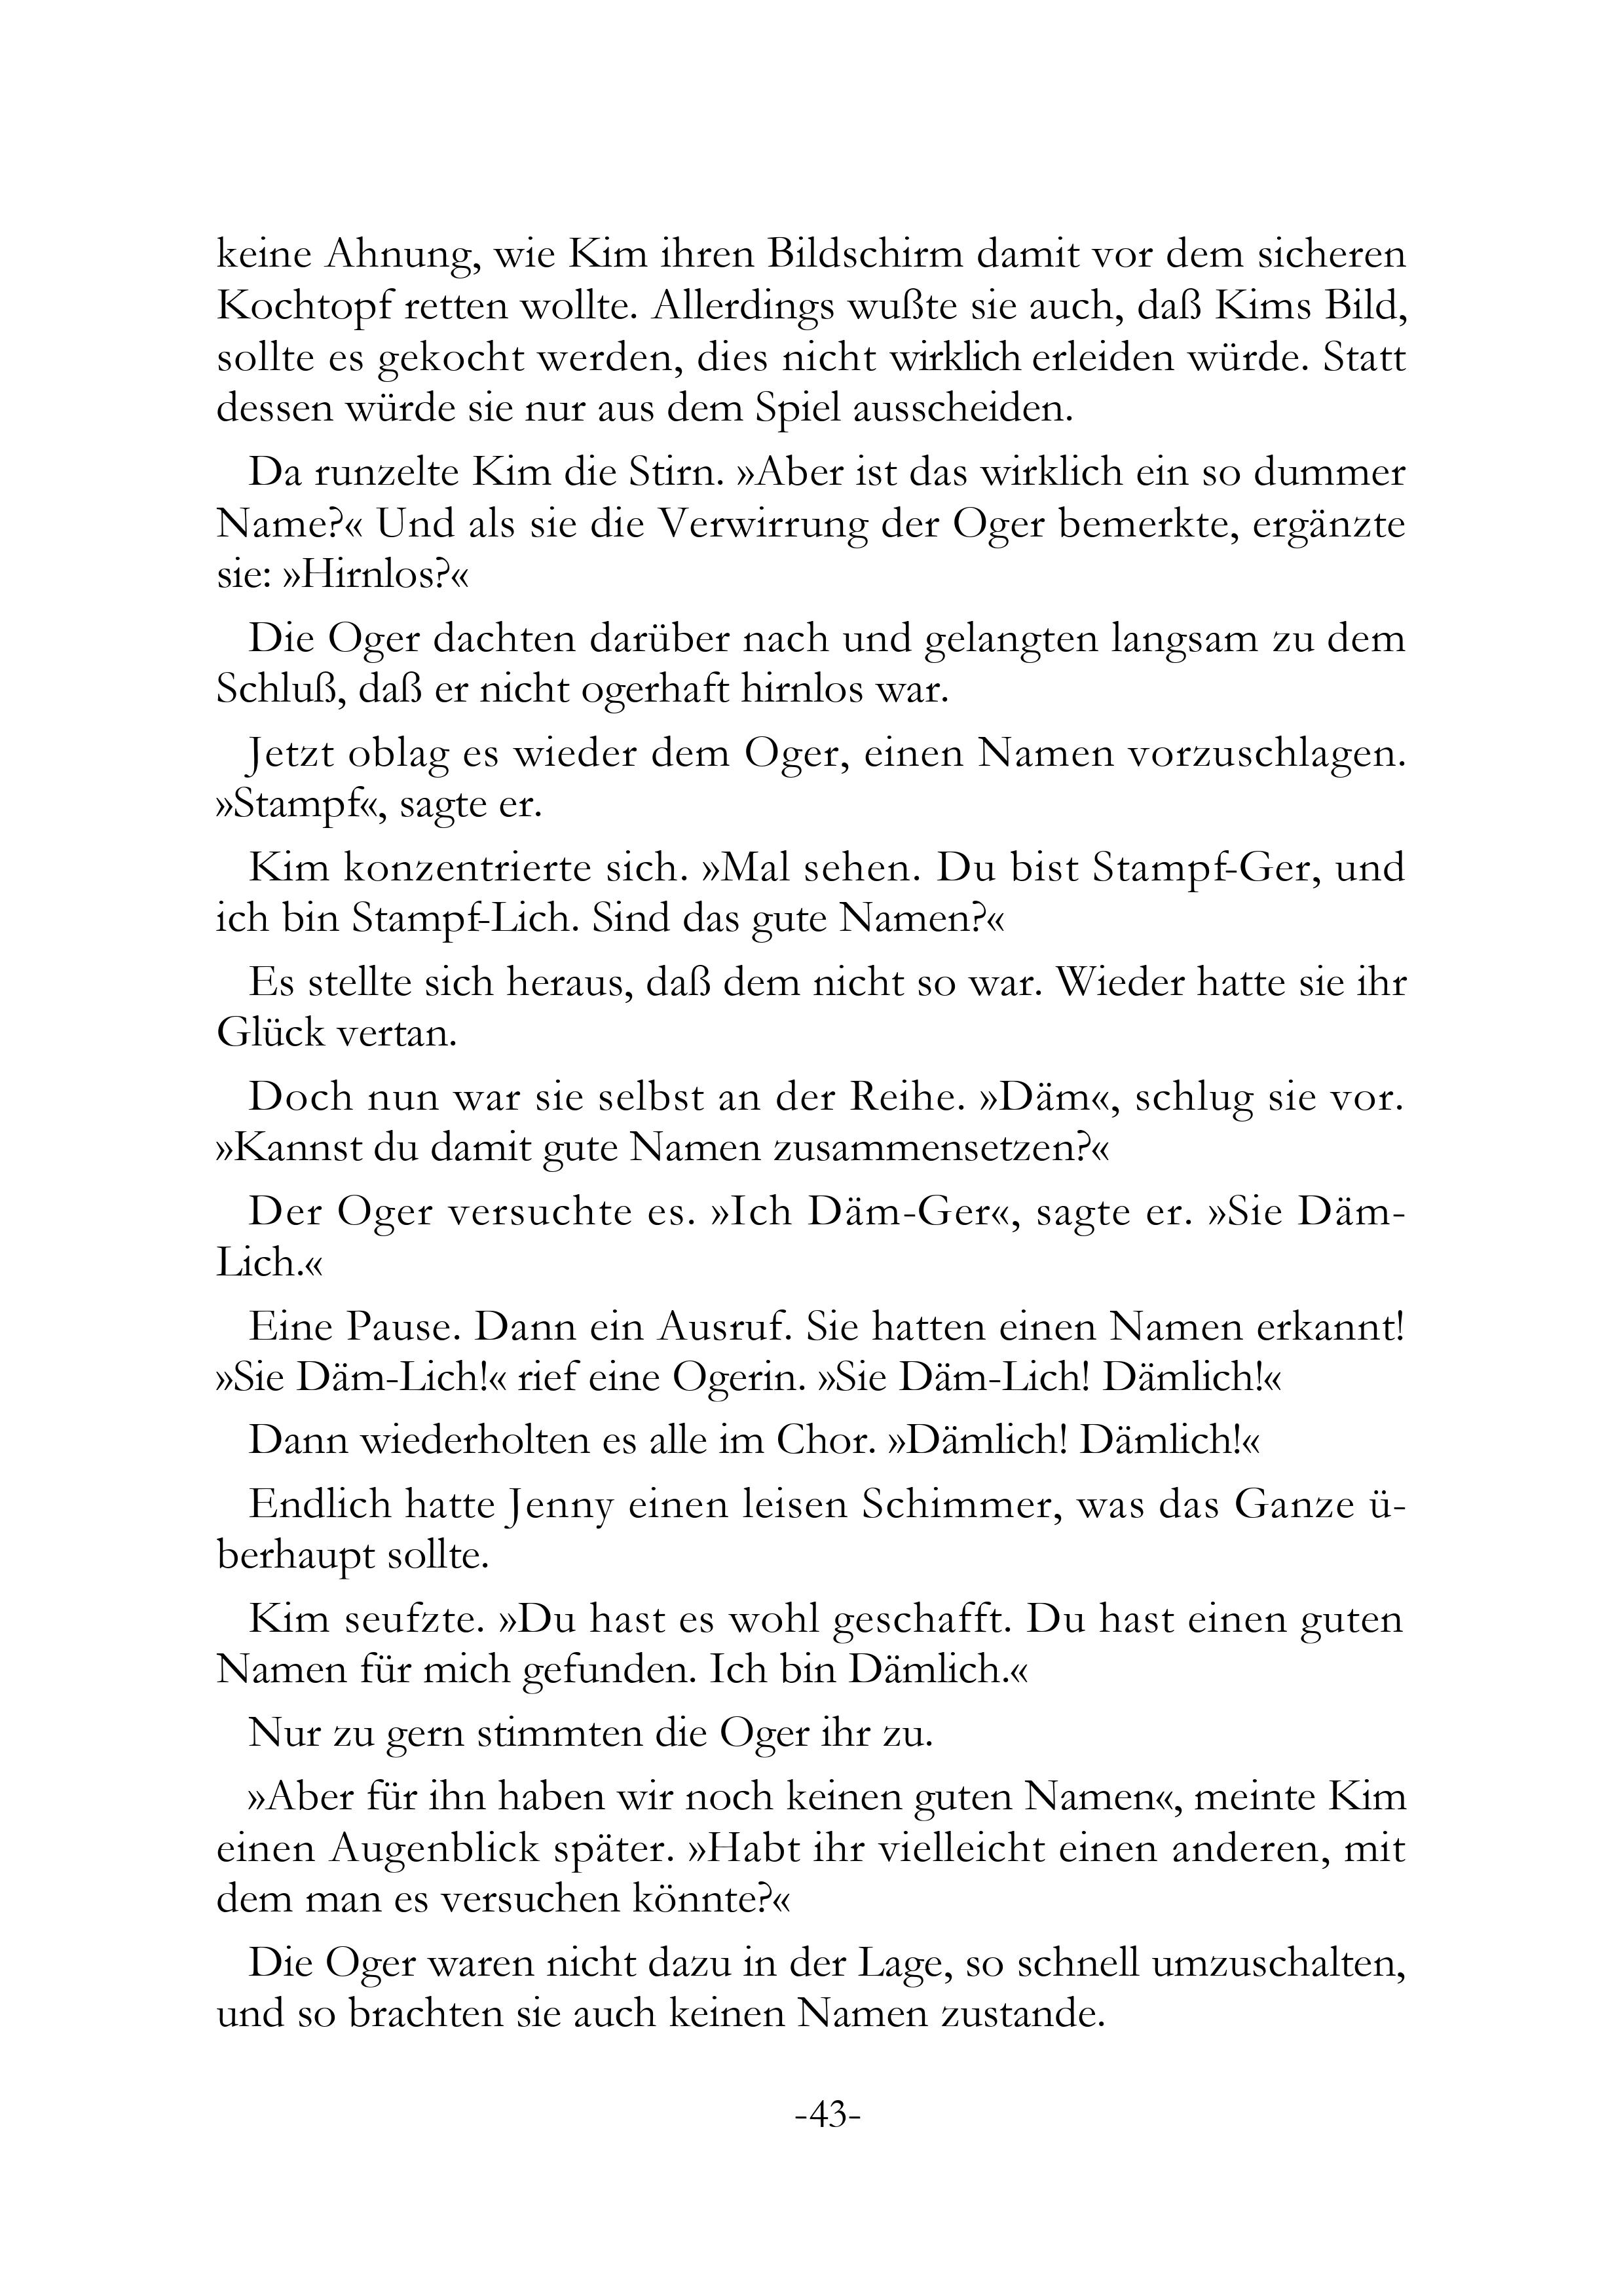 keine Ahnung, wie Kim ihren Bildschirm damit vor dem sicheren
Kochtopf retten wollte. Allerdings wußte sie auch, daß Kims Bild,
sollte es gekocht werden, dies nicht wirklich erleiden würde. Statt
dessen würde sie nur aus dem Spiel ausscheiden.
Da runzelte Kim die Stirn. »Aber ist das wirklich ein so dummer
Name?« Und als sie die Verwirrung der Oger bemerkte, ergänzte
sie: »Hirnlos?«
Die Oger dachten darüber nach und gelangten langsam zu dem
Schluß, daß er nicht ogerhaft hirnlos war.
Jetzt oblag es wieder dem Oger, einen Namen vorzuschlagen.
»Stampf«, sagte er.
Kim konzentrierte sich. »Mal sehen. Du bist Stampf-Ger, und
ich bin Stampf-Lich. Sind das gute Namen?«
Es stellte sich heraus, daß dem nicht so war. Wieder hatte sie ihr
Glück vertan.
Doch nun war sie selbst an der Reihe. »Däm«, schlug sie vor.
»Kannst du damit gute Namen zusammensetzen?«
Der Oger versuchte es. »Ich Däm-Ger«, sagte er. »Sie Däm-
Lich.«
Eine Pause. Dann ein Ausruf. Sie hatten einen Namen erkannt!
»Sie Däm-Lich!« rief eine Ogerin. »Sie Däm-Lich! Dämlich!«
Dann wiederholten es alle im Chor. »Dämlich! Dämlich!«
Endlich hatte Jenny einen leisen Schimmer, was das Ganze ü-
berhaupt sollte.
Kim seufzte. »Du hast es wohl geschafft. Du hast einen guten
Namen für mich gefunden. Ich bin Dämlich.«
Nur zu gern stimmten die Oger ihr zu.
»Aber für ihn haben wir noch keinen guten Namen«, meinte Kim
einen Augenblick später. »Habt ihr vielleicht einen anderen, mit
dem man es versuchen könnte?«
Die Oger waren nicht dazu in der Lage, so schnell umzuschalten,
und so brachten sie auch keinen Namen zustande.
-43-